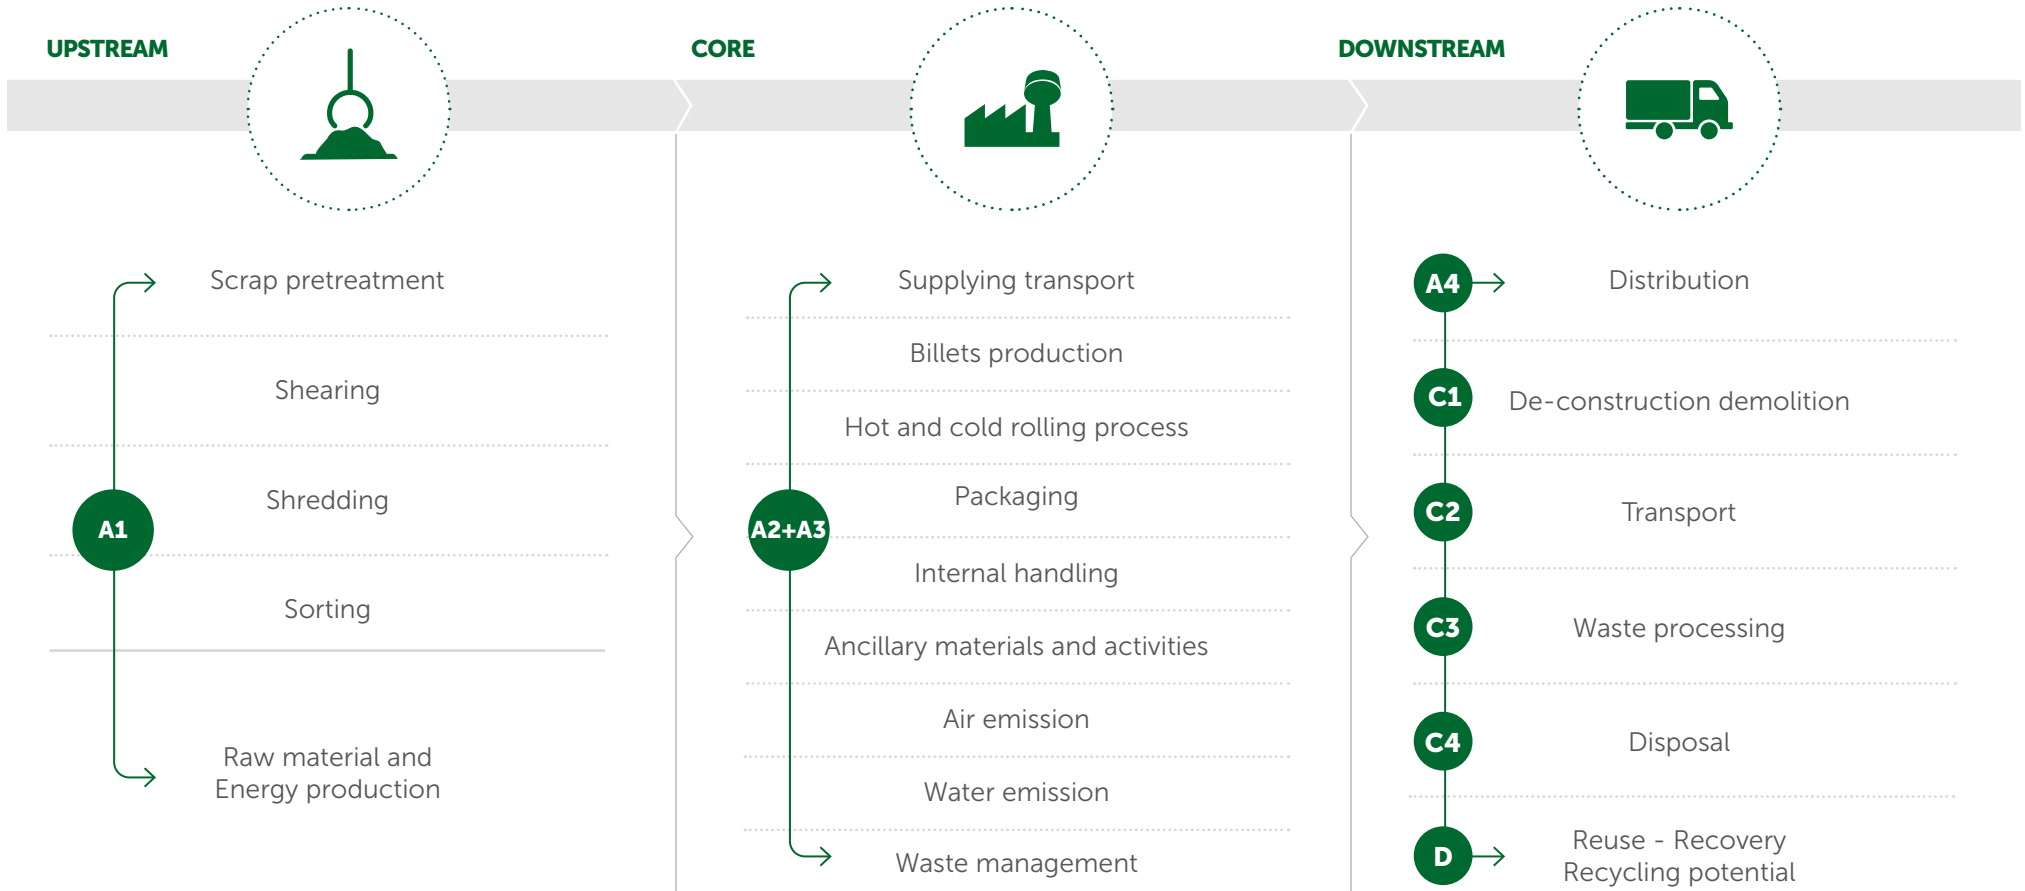 UPSTREAM
Scrap pretreatment
Shearing
Shredding
A1
Sorting
Raw material and
Energy production
CORE
Supplying transport
Billets production
Hot and cold rolling process
Packaging
A2+A3
Internal handling
Ancillary materials and activities
Air emission
Water emission
Waste management
DOWNSTREAM
A4 Distribution
C1 De-construction demolition
C2 Transport
C3 Waste processing
C4 Disposal
D Reuse - Recovery
Recycling potential